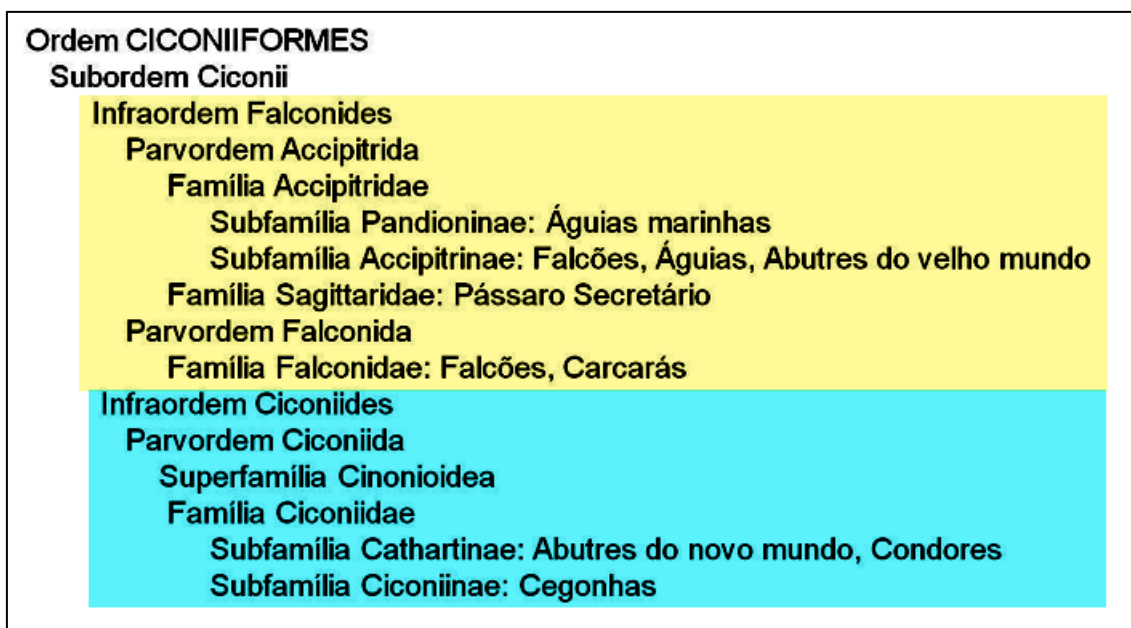 Ordem CICONIIFORMES
Subordem Ciconii
Infraordem Falconides
Parvordem Accipitrida
Família Accipitridae
Subfamília Pandioninae: Águias marinhas
Subfamília Accipitrinae: Falcões, Águias, Abutres do velho mundo
Família Sagittaridae: Pássaro Secretário
Parvordem Falconida
Família Falconidae: Falcões, Carcarás
Infraordem Ciconiides
Parvordem Ciconiida
Superfamília Cinonioidea
Família Ciconiidae
Subfamília Cathartinae: Abutres do novo mundo, Condores
Subfamília Ciconiinae: Cegonhas